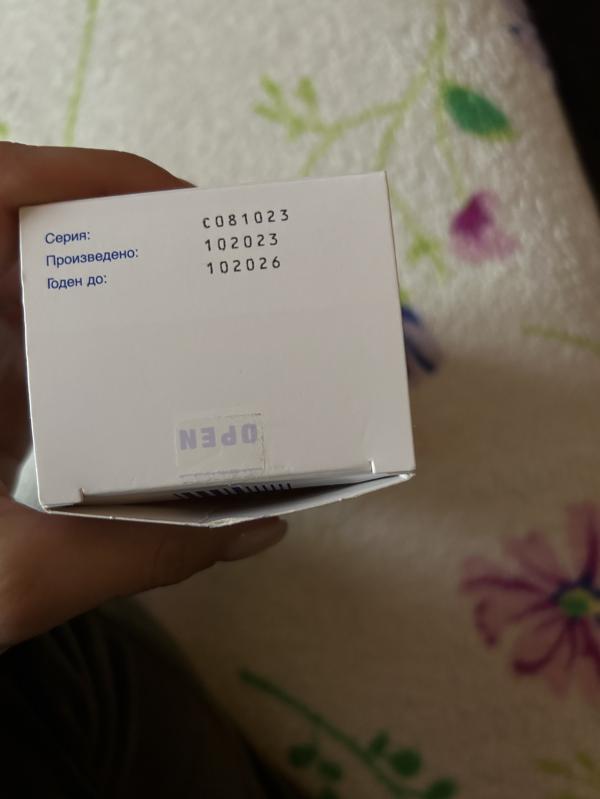 Серия: C081023
Произведено: 102023
Годен до: 102026
OPEN